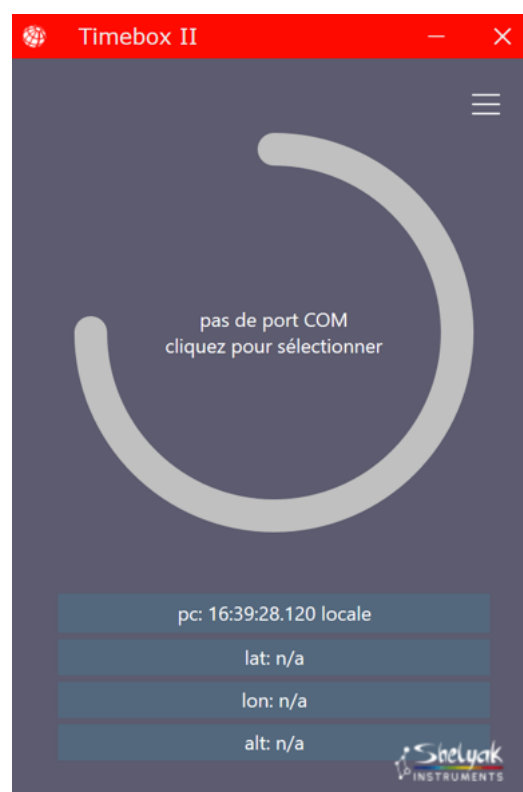 Timebox II
pas de port COM
cliquez pour sélectionner
pc: 16:39:28.120 locale
lat: n/a
lon: n/a
alt: n/a
Shelyak
INSTRUMENTS